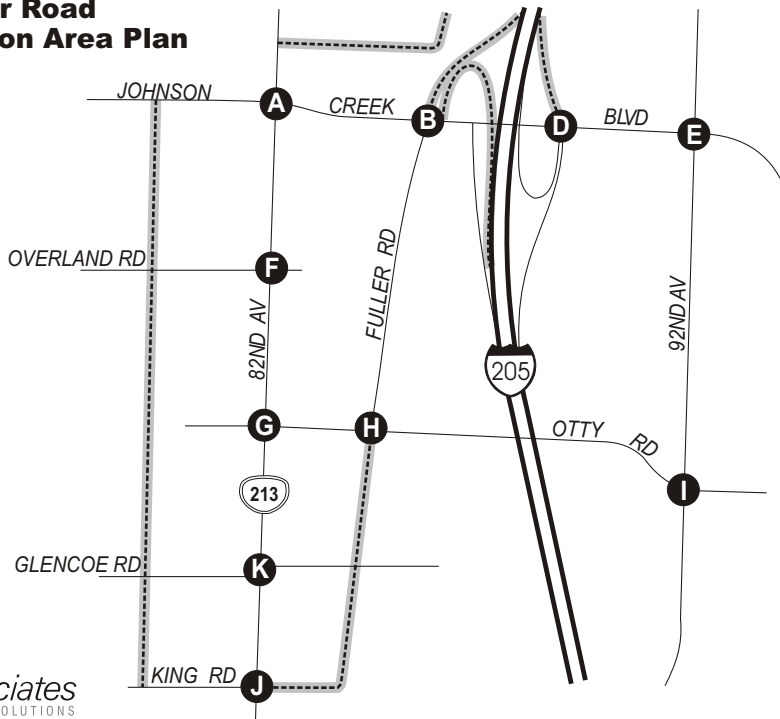 r Road
on Area Plan
JOHNSON
A
CREEK
B
D
BLVD
E
OVERLAND RD
F
82ND AV
FULLER RD
92ND AV
205
G
H
OTTY RD
213
I
GLENCOE RD
K
KING RD
J
ciates
OLUTIONS